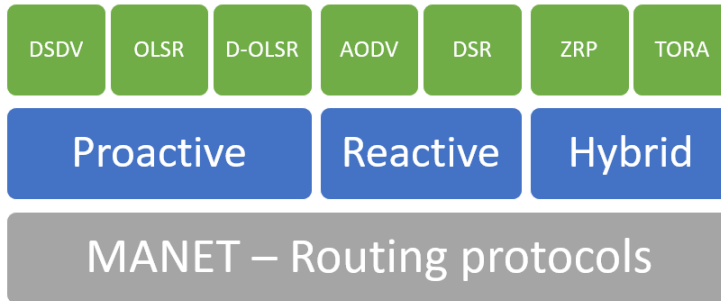 DSDV OLSR D-OLSR AODV DSR ZRP TORA
Proactive Reactive Hybrid
MANET – Routing protocols